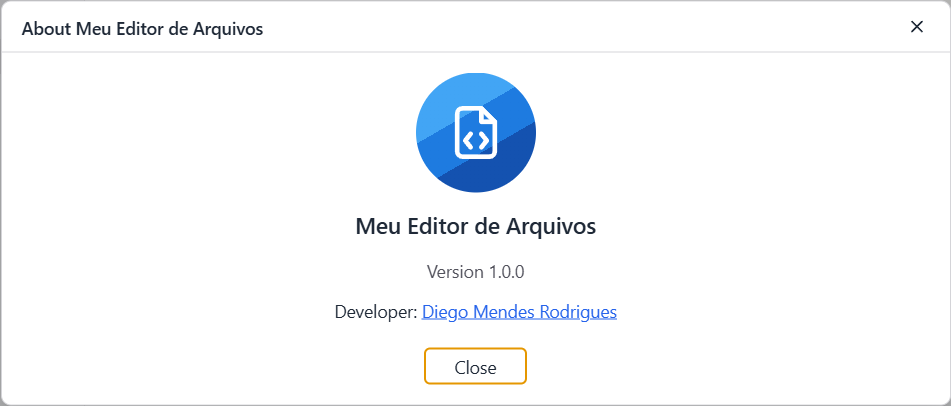 About Meu Editor de Arquivos
Meu Editor de Arquivos
Version 1.0.0
Developer: Diego Mendes Rodrigues
Close